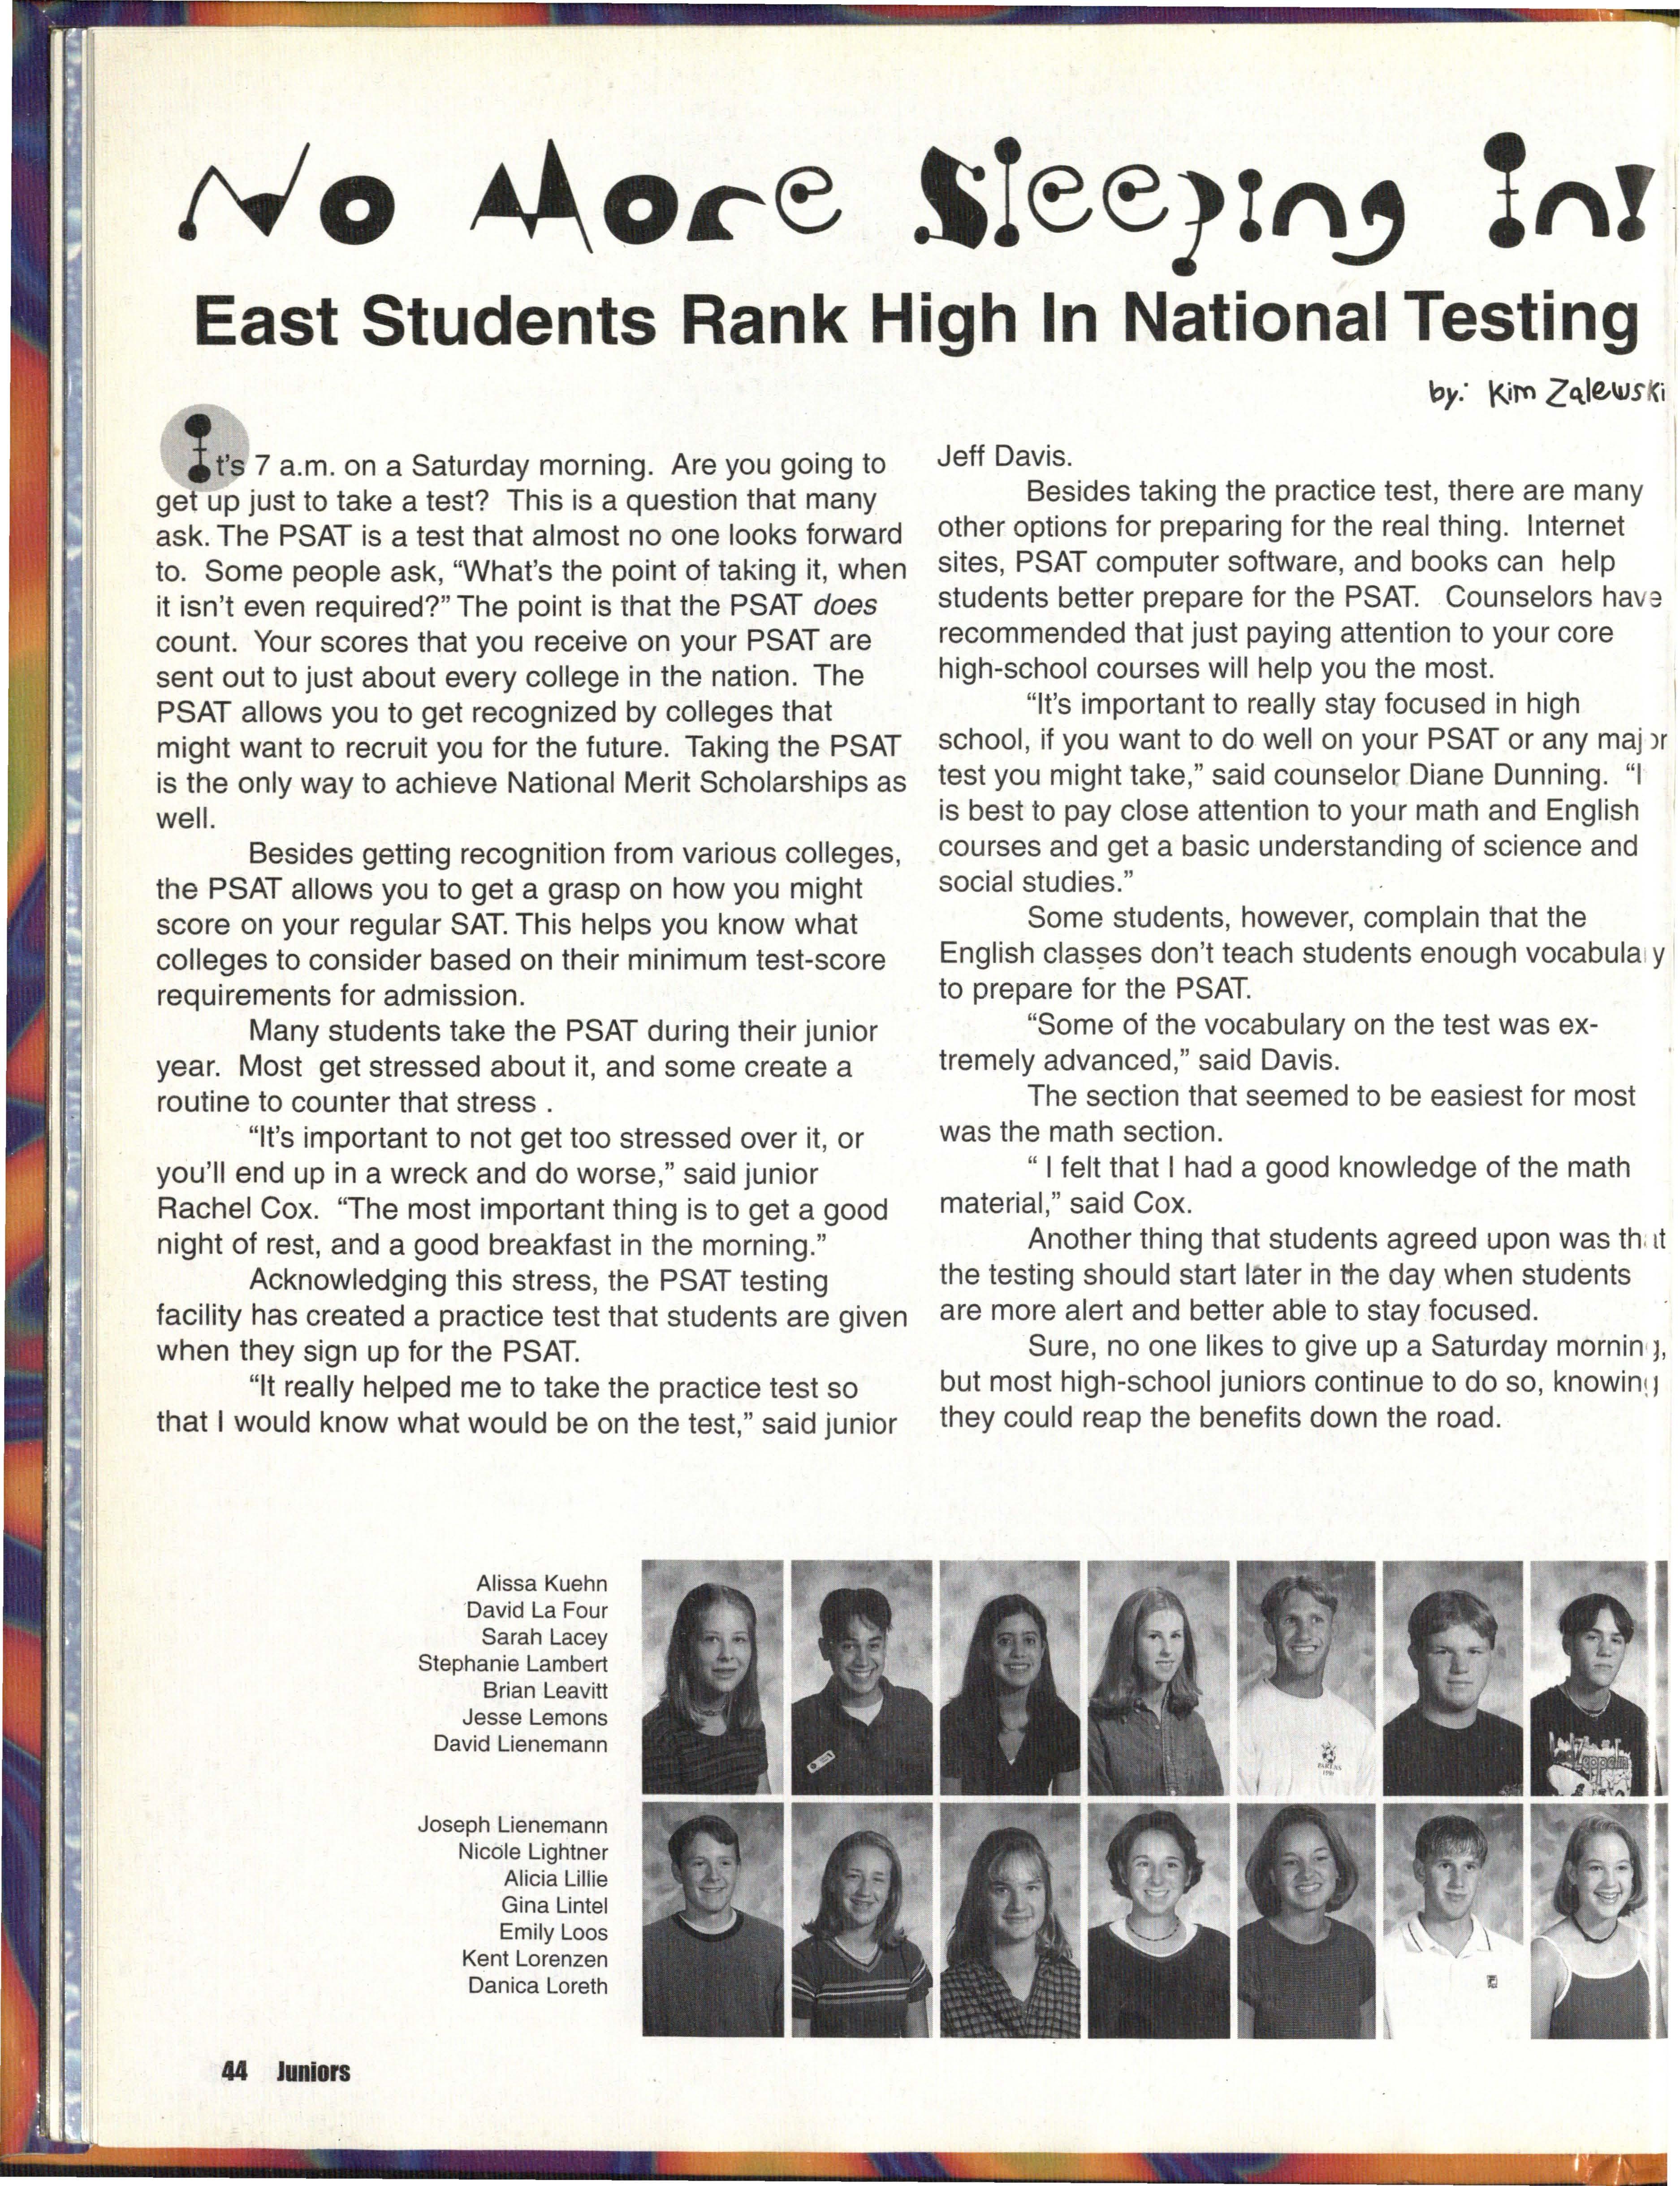 No More Sleeping In!
East Students Rank High In National Testing
by: Kim Zalewski
It's 7 a.m. on a Saturday morning. Are you going to
get up just to take a test? This is a question that many
ask. The PSAT is a test that almost no one looks forward
to. Some people ask, “What's the point of taking it, when
it isn't even required?” The point is that the PSAT does
count. Your scores that you receive on your PSAT are
sent out to just about every college in the nation. The
PSAT allows you to get recognized by colleges that
might want to recruit you for the future. Taking the PSAT
is the only way to achieve National Merit Scholarships as
well.
Besides getting recognition from various colleges,
the PSAT allows you to get a grasp on how you might
score on your regular SAT. This helps you know what
colleges to consider based on their minimum test-score
requirements for admission.
Many students take the PSAT during their junior
year. Most get stressed about it, and some create a
routine to counter that stress .
“It's important to not get too stressed over it, or
you'll end up in a wreck and do worse,” said junior
Rachel Cox. “The most important thing is to get a good
night of rest, and a good breakfast in the morning.”
Acknowledging this stress, the PSAT testing
facility has created a practice test that students are given
when they sign up for the PSAT.
“It really helped me to take the practice test so
that I would know what would be on the test,” said junior
Jeff Davis.
Besides taking the practice test, there are many
other options for preparing for the real thing. Internet
sites, PSAT computer software, and books can help
students better prepare for the PSAT. Counselors have
recommended that just paying attention to your core
high-school courses will help you the most.
“It's important to really stay focused in high
school, if you want to do well on your PSAT or any major
test you might take,” said counselor Diane Dunning. “I
is best to pay close attention to your math and English
courses and get a basic understanding of science and
social studies.”
Some students, however, complain that the
English classes don't teach students enough vocabulary
to prepare for the PSAT.
“Some of the vocabulary on the test was ex-
tremely advanced,” said Davis.
The section that seemed to be easiest for most
was the math section.
“ I felt that I had a good knowledge of the math
material,” said Cox.
Another thing that students agreed upon was that
the testing should start later in the day when students
are more alert and better able to stay focused.
Sure, no one likes to give up a Saturday morning,
but most high-school juniors continue to do so, knowing
they could reap the benefits down the road.
Alissa Kuehn
David La Four
Sarah Lacey
Stephanie Lambert
Brian Leavitt
Jesse Lemons
David Lienemann
Zeppelin
Joseph Lienemann
Nicole Lightner
Alicia Lillie
Gina Lintel
Emily Loos
Kent Lorenzen
Danica Loreth
44 Juniors